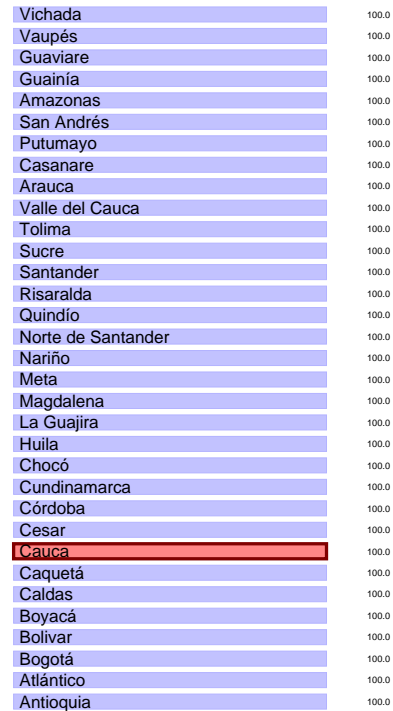 Vichada 100.0
Vaupés 100.0
Guaviare 100.0
Guainía 100.0
Amazonas 100.0
San Andrés 100.0
Putumayo 100.0
Casanare 100.0
Arauca 100.0
Valle del Cauca 100.0
Tolima 100.0
Sucre 100.0
Santander 100.0
Risaralda 100.0
Quindío 100.0
Norte de Santander 100.0
Nariño 100.0
Meta 100.0
Magdalena 100.0
La Guajira 100.0
Huila 100.0
Chocó 100.0
Cundinamarca 100.0
Córdoba 100.0
Cesar 100.0
Cauca 100.0
Caquetá 100.0
Caldas 100.0
Boyacá 100.0
Bolivar 100.0
Bogotá 100.0
Atlántico 100.0
Antioquia 100.0